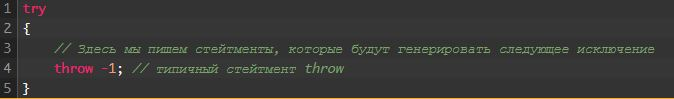 1 try
2 {
3 // Здесь мы пишем стейтменты, которые будут генерировать следующее исключение
4 throw -1; // типичный стейтмент throw
5 }